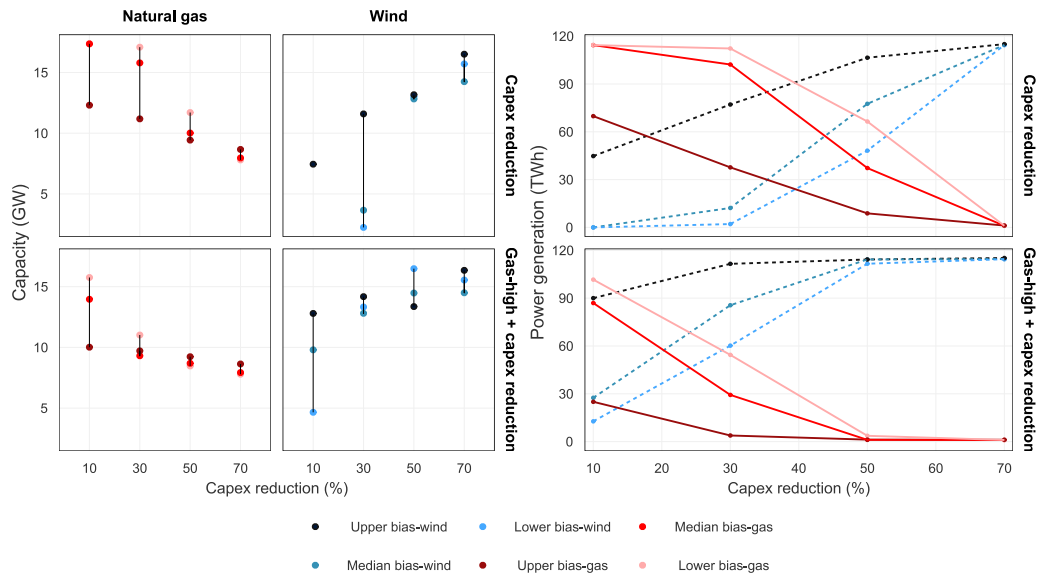 Natural gas
Wind
Capacity (GW)
15
10
5
15
10
5
Capex reduction
Gas-high + capex reduction
10
30
50
70
10
30
50
70
Capex reduction (%)
Power generation (TWh)
120
90
60
30
0
120
90
60
30
0
Capex reduction
Gas-high + capex reduction
10
20
30
40
50
60
70
Capex reduction (%)
Upper bias-wind
Lower bias-wind
Median bias-gas
Median bias-wind
Upper bias-gas
Lower bias-gas